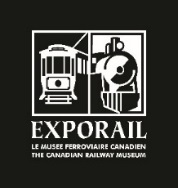 EXPORAIL
LE MUSEE FERROVIAIRE CANADIEN
THE CANADIAN RAILWAY MUSEUM